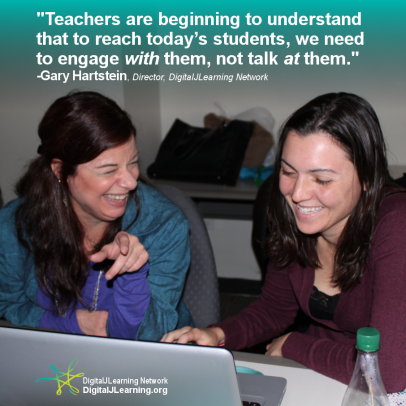 "Teachers are beginning to understand
that to reach today's students, we need
to engage with them, not talk at them."
-Gary Hartstein, Director, DigitalJLearning Network
DigitalJLearning Network
DigitalJLearning.org